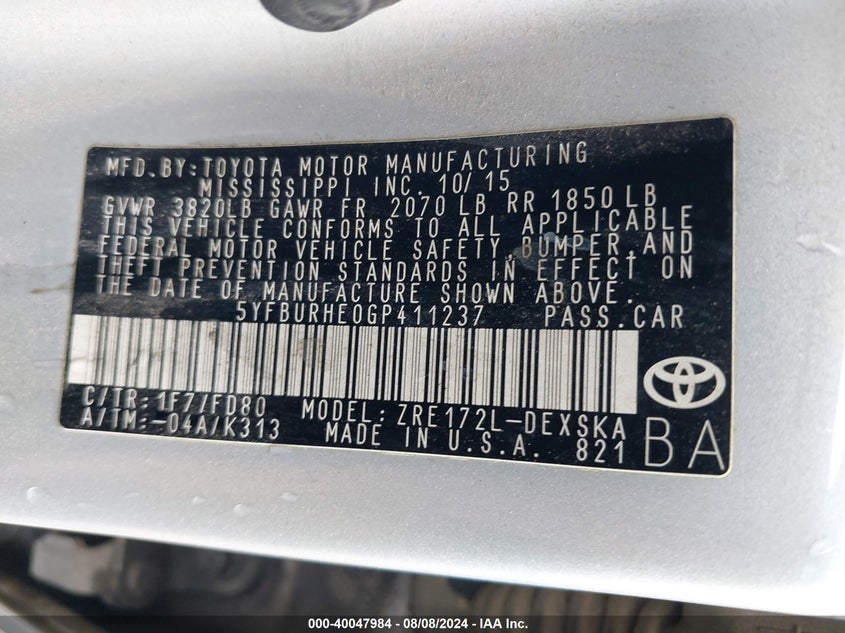 MFD.BY:TOYOTA MOTOR MANUFACTURING
MISSISSIPPI INC. 10/15
GVWR 3820LB GAWR FR 2070 LB RR 1850 LB
THIS VEHICLE CONFORMS TO ALL APPLICABLE
FEDERAL MOTOR VEHICLE SAFETY,BUMPER,AND
THEFT PREVENTION STANDARDS IN EFFECT ON
THE DATE OF MANUFACTURE SHOWN ABOVE.
5YFBURHE0GP411237 PASS.CAR
C/TR: 1F7/FD80 MODEL: ZRE172L-DEXSKA
A/TM:-04A/K313 MADE IN U.S.A. 821
BA
000-40047984 - 08/08/2024 - IAA Inc.